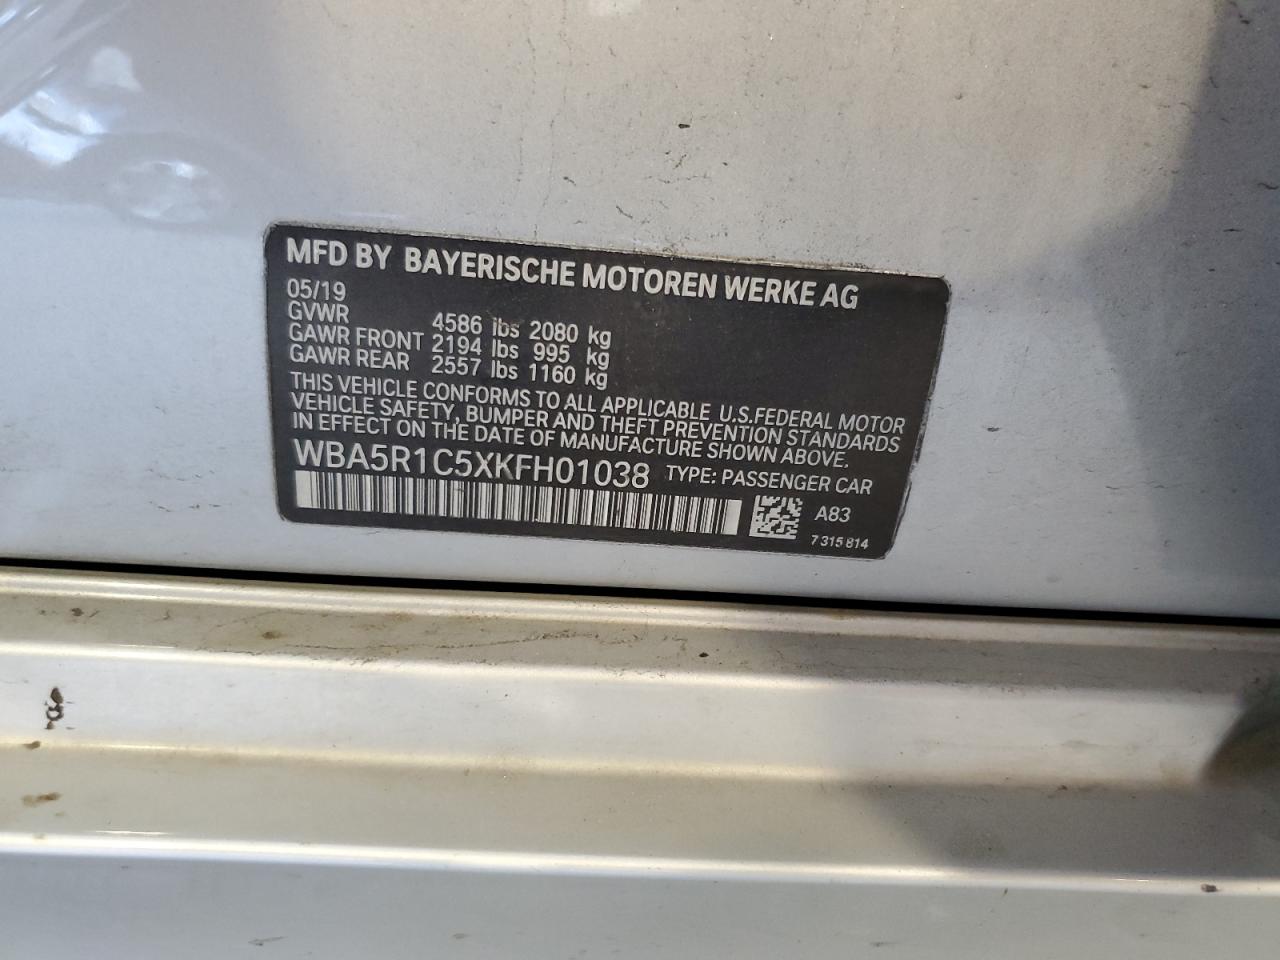 MFD BY BAYERISCHE MOTOREN WERKE AG
05/19
GVWR 4586 lbs 2080 kg
GAWR FRONT 2194 lbs 995 kg
GAWR REAR 2557 lbs 1160 kg
THIS VEHICLE CONFORMS TO ALL APPLICABLE U.S.FEDERAL MOTOR
VEHICLE SAFETY, BUMPER AND THEFT PREVENTION STANDARDS
IN EFFECT ON THE DATE OF MANUFACTURE SHOWN ABOVE.
WBA5R1C5XKFH01038 TYPE: PASSENGER CAR
A83
7 315 814